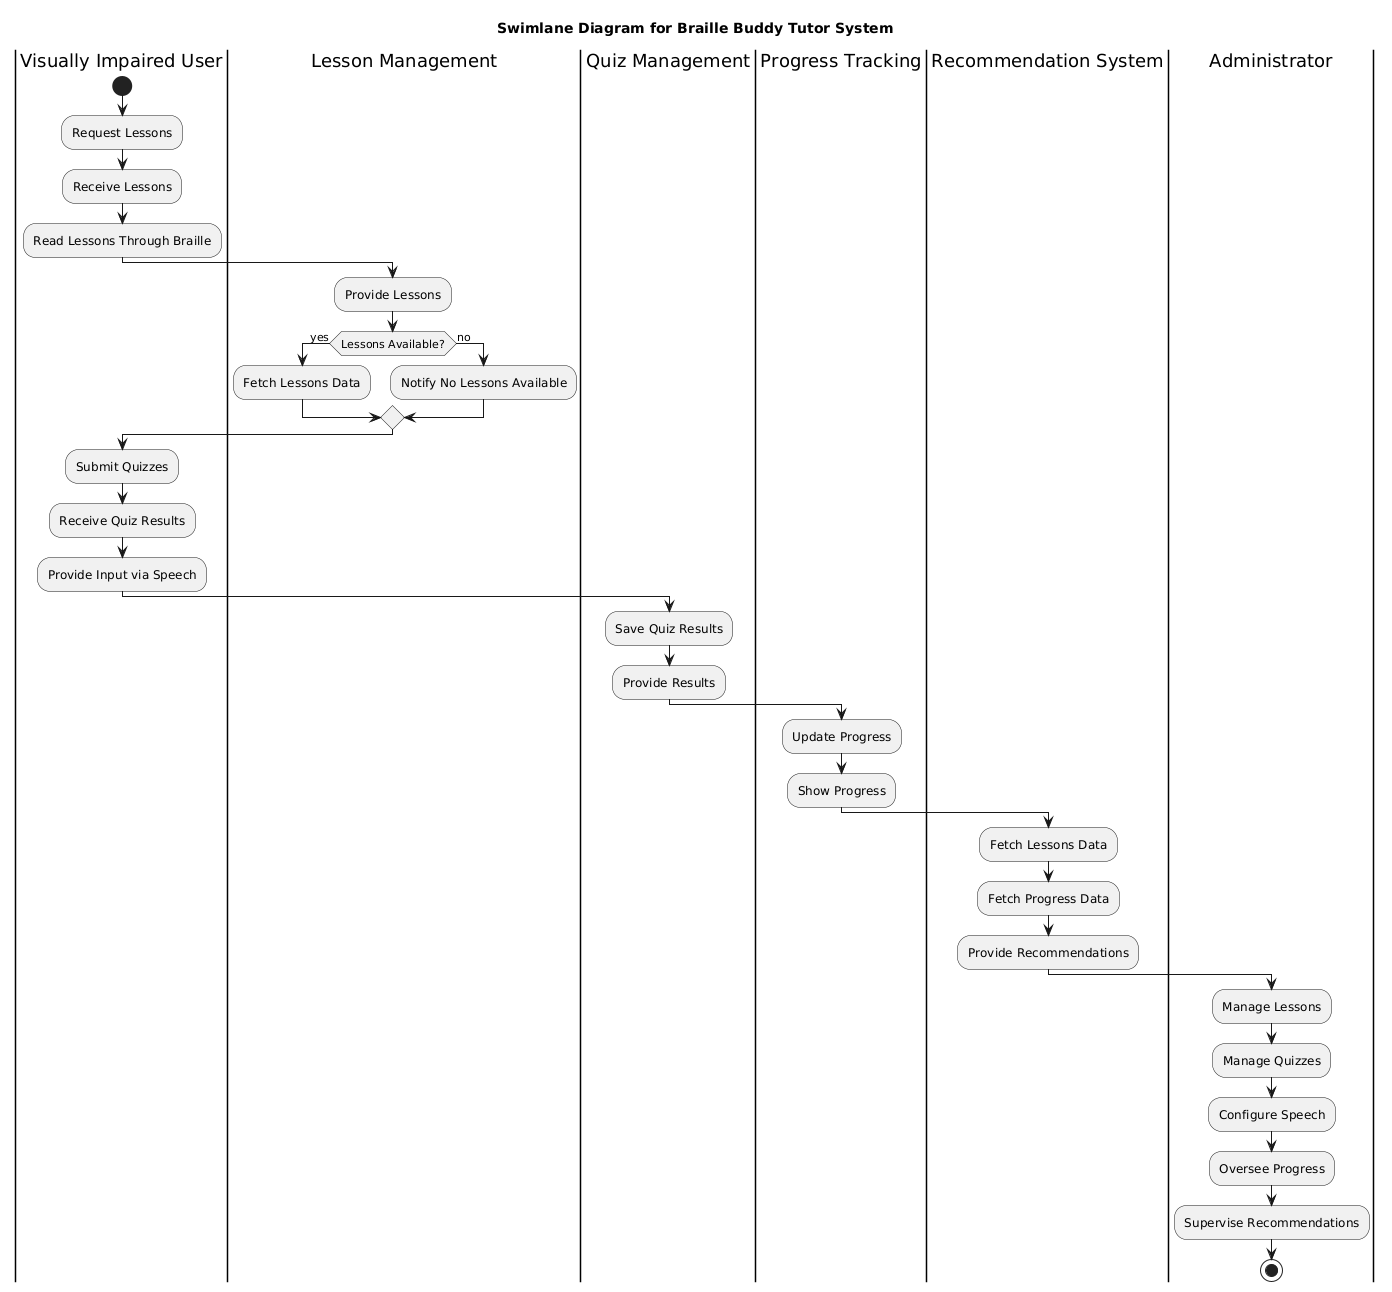 Swimlane Diagram for Braille Buddy Tutor System
Visually Impaired User
Lesson Management
Quiz Management
Progress Tracking
Recommendation System
Administrator
Request Lessons
Receive Lessons
Read Lessons Through Braille
Provide Lessons
yes
Lessons Available?
no
Fetch Lessons Data
Notify No Lessons Available
Submit Quizzes
Receive Quiz Results
Provide Input via Speech
Save Quiz Results
Provide Results
Update Progress
Show Progress
Fetch Lessons Data
Fetch Progress Data
Provide Recommendations
Manage Lessons
Manage Quizzes
Configure Speech
Oversee Progress
Supervise Recommendations